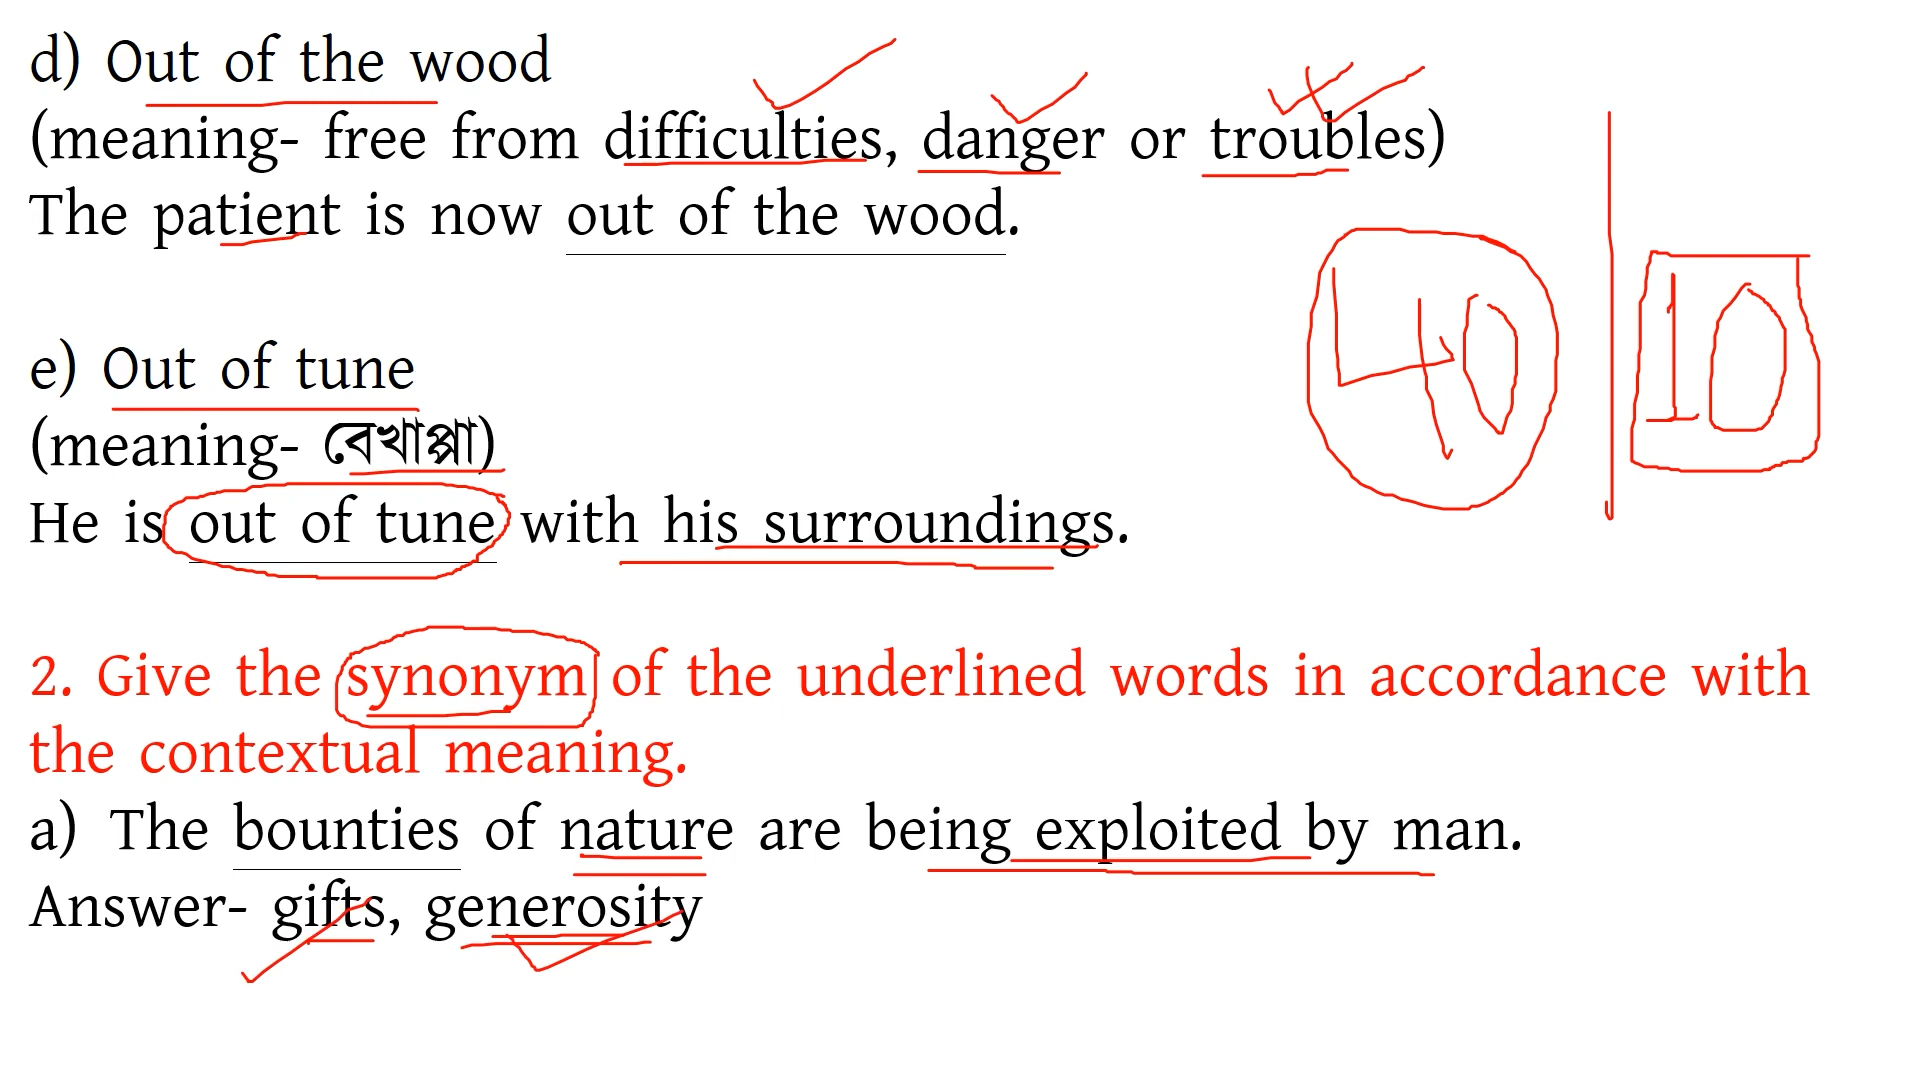 d) Out of the wood
(meaning- free from difficulties, danger or troubles)
The patient is now out of the wood.
40 10
e) Out of tune
(meaning- বেখাপ্পা)
He is out of tune with his surroundings.
2. Give the synonym of the underlined words in accordance with
the contextual meaning.
a) The bounties of nature are being exploited by man.
Answer- gifts, generosity